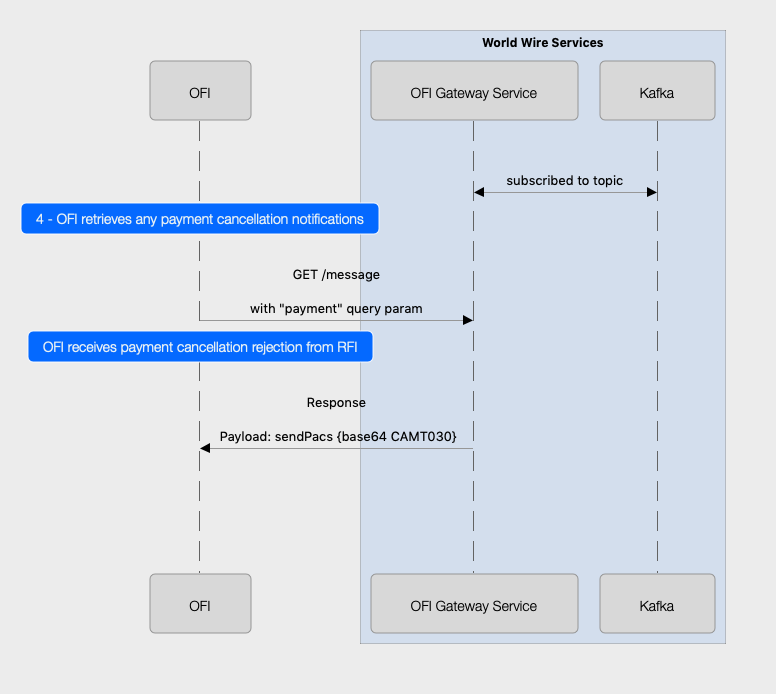 World Wire Services
OFI
OFI Gateway Service
Kafka
subscribed to topic
4 - OFI retrieves any payment cancellation notifications
GET /message
with "payment" query param
OFI receives payment cancellation rejection from RFI
Response
Payload: sendPacs {base64 CAMT030}
OFI
OFI Gateway Service
Kafka